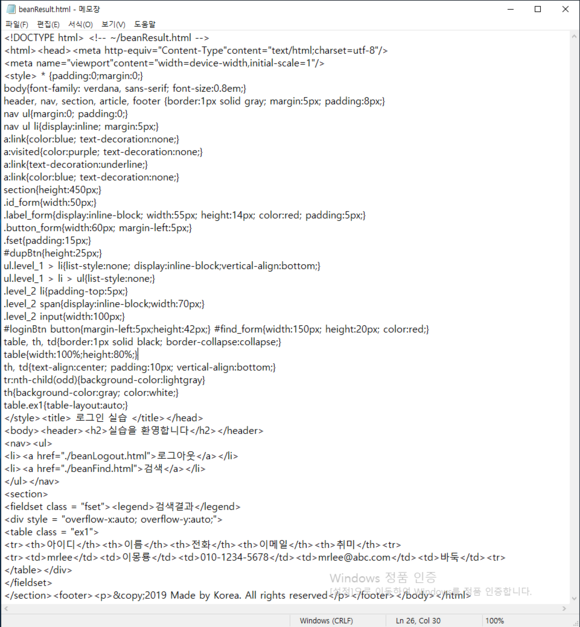 beanResult.html - 메모장
파일(F) 편집(E) 서식(O) 보기(V) 도움말
<!DOCTYPE html> <!-- ~/beanResult.html -->
<html><head><meta http-equiv="Content-Type"content="text/html;charset=utf-8"/>
<meta name="viewport"content="width=device-width,initial-scale=1"/>
<style> * {padding:0;margin:0;}
body{font-family: verdana, sans-serif; font-size:0.8em;}
header, nav, section, article, footer {border:1px solid gray; margin:5px; padding:8px;}
nav ul{margin:0; padding:0;}
nav ul li{display:inline; margin:5px;}
a:link{color:blue; text-decoration:none;}
a:visited{color:purple; text-decoration:none;}
a:link{text-decoration:underline;}
a:link{color:blue; text-decoration:none;}
section{height:450px;}
.id_form{width:50px;}
.label_form{display:inline-block; width:55px; height:14px; color:red; padding:5px;}
.button_form{width:60px; margin-left:5px;}
.fset{padding:15px;}
#dupBtn{height:25px;}
ul.level_1 > li{list-style:none; display:inline-block;vertical-align:bottom;}
ul.level_1 > li > ul{list-style:none;}
.level_2 li{padding-top:5px;}
.level_2 span{display:inline-block;width:70px;}
.level_2 input{width:100px;}
#loginBtn button{margin-left:5px;height:42px;} #find_form{width:150px; height:20px; color:red;}
table, th, td{border:1px solid black; border-collapse:collapse;}
table{width:100%;height:80%;}
th, td{text-align:center; padding:10px; vertical-align:bottom;}
tr:nth-child(odd){background-color:lightgray}
th{background-color:gray; color:white;}
table.ex1{table-layout:auto;}
</style><title> 로그인 실습 </title></head>
<body><header><h2>실습을 환영합니다</h2></header>
<nav><ul>
<li><a href="./beanLogout.html">로그아웃</a></li>
<li><a href="./beanFind.html">검색</a></li>
</ul></nav>
<section>
<fieldset class = "fset"><legend>검색결과</legend>
<div style = "overflow-x:auto; overflow-y:auto;">
<table class = "ex1">
<tr><th>아이디</th><th>이름</th><th>전화</th><th>이메일</th><th>취미</th><tr>
<tr><td>mrlee</td><td>이몽룡</td><td>010-1234-5678</td><td>mrlee@abc.com</td><td>바둑</td><tr>
</table></div>
</fieldset>
</section><footer><p>&copy;2019 Made by Korea. All rights reserved</p></footer></body></html>
Windows 정품 인증
[설정]으로 이동하여 Windows를 정품 인증합니다.
Windows (CRLF) Ln 26, Col 30 100%